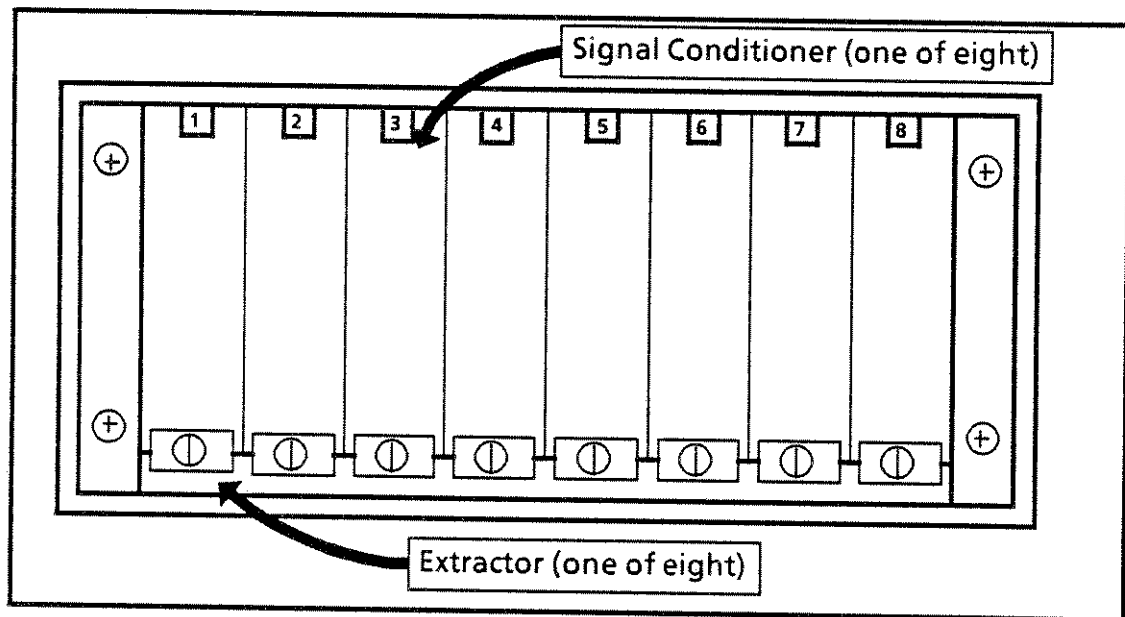 Signal Conditioner (one of eight)
1 2 3 4 5 6 7 8
Extractor (one of eight)